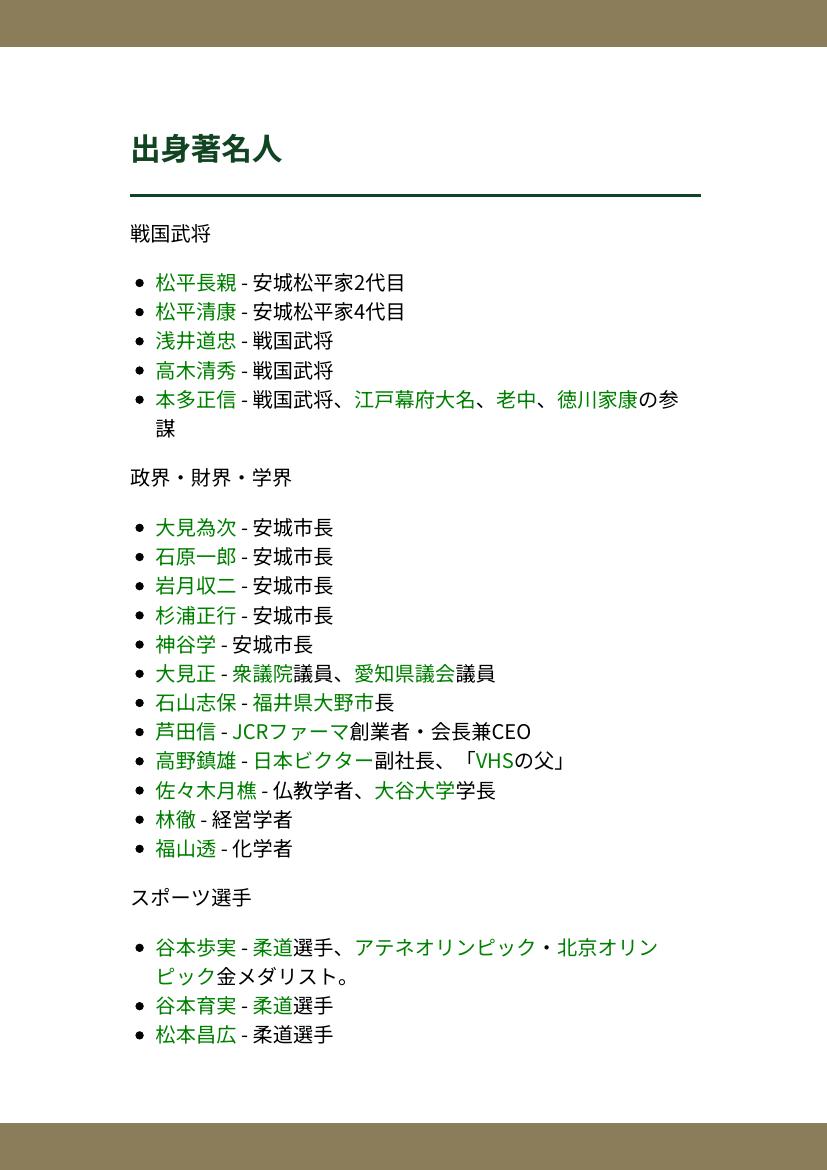 出身著名人
戦国武将
松平長親 - 安城松平家2代目
松平清康 - 安城松平家4代目
浅井道忠 - 戦国武将
高木清秀 - 戦国武将
本多正信 - 戦国武将、江戸幕府大名、老中、徳川家康の参
謀
政界・財界・学界
大見為次 - 安城市長
石原一郎 - 安城市長
岩月収二 - 安城市長
杉浦正行 - 安城市長
神谷学 - 安城市長
大見正 - 衆議院議員、愛知県議会議員
石山志保 - 福井県大野市長
芦田信 - JCRファーマ創業者・会長兼CEO
高野鎮雄 - 日本ビクター副社長、「VHSの父」
佐々木月樵 - 仏教学者、大谷大学学長
林徹 - 経営学者
福山透 - 化学者
スポーツ選手
谷本歩実 - 柔道選手、アテネオリンピック・北京オリン
ピック金メダリスト。
谷本育実 - 柔道選手
松本昌広 - 柔道選手